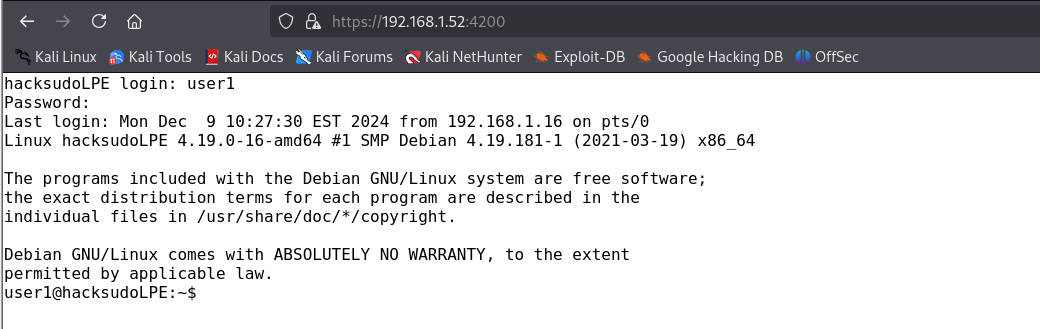 https://192.168.1.52:4200
Kali Linux Kali Tools Kali Docs Kali Forums Kali NetHunter Exploit-DB Google Hacking DB OffSec
hacksudoLPE login: user1
Password:
Last login: Mon Dec  9 10:27:30 EST 2024 from 192.168.1.16 on pts/0
Linux hacksudoLPE 4.19.0-16-amd64 #1 SMP Debian 4.19.181-1 (2021-03-19) x86_64
The programs included with the Debian GNU/Linux system are free software;
the exact distribution terms for each program are described in the
individual files in /usr/share/doc/*/copyright.
Debian GNU/Linux comes with ABSOLUTELY NO WARRANTY, to the extent
permitted by applicable law.
user1@hacksudoLPE:~$